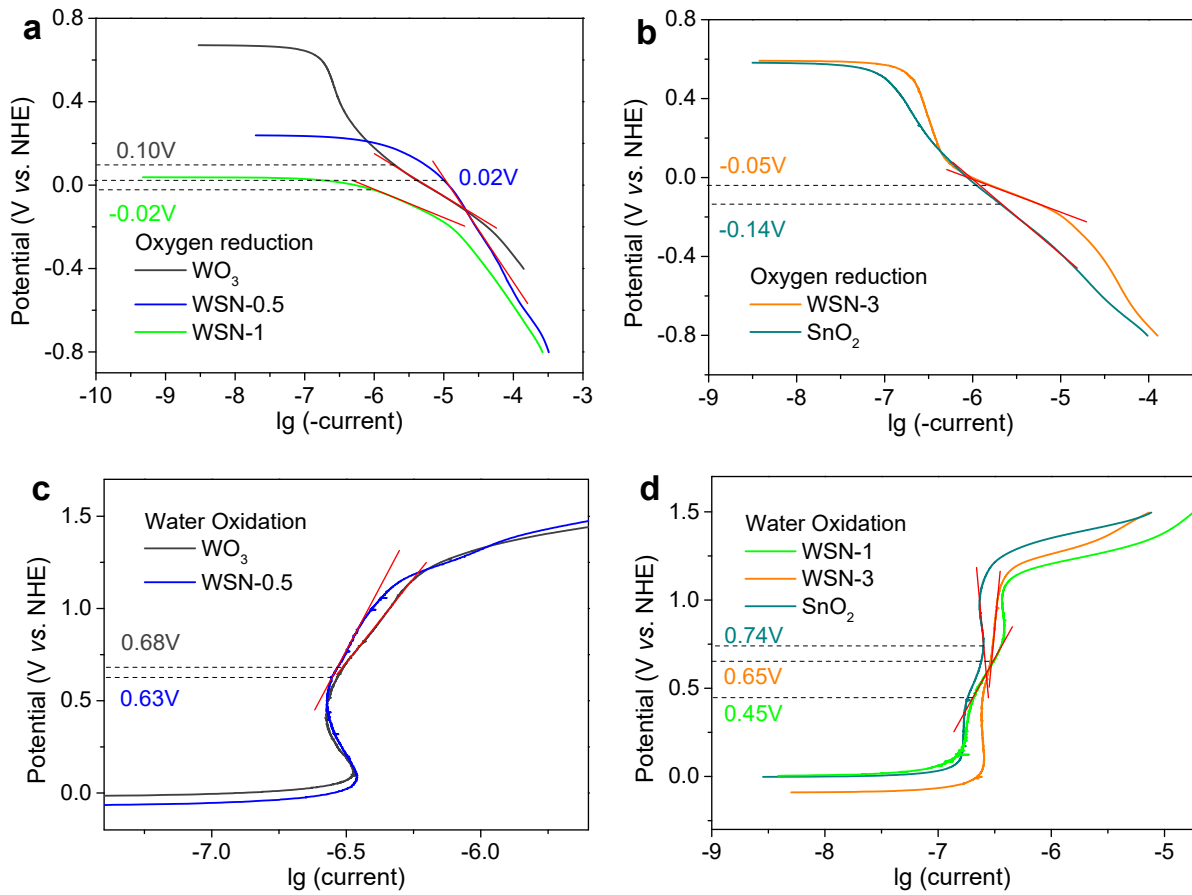 a
Potential (V vs. NHE)
0.8
0.4
0.0
-0.4
-0.8
0.10V
0.02V
-0.02V
Oxygen reduction
WO3
WSN-0.5
WSN-1
-10 -9 -8 -7 -6 -5 -4 -3
lg (-current)
b
Potential (V vs. NHE)
0.8
0.4
0.0
-0.4
-0.8
-0.05V
-0.14V
Oxygen reduction
WSN-3
SnO2
-9 -8 -7 -6 -5 -4
lg (-current)
c
Potential (V vs. NHE)
1.5
1.0
0.5
0.0
Water Oxidation
WO3
WSN-0.5
0.68V
0.63V
-7.0 -6.5 -6.0
lg (current)
d
Potential (V vs. NHE)
1.5
1.0
0.5
0.0
Water Oxidation
WSN-1
WSN-3
SnO2
0.74V
0.65V
0.45V
-9 -8 -7 -6 -5
lg (current)